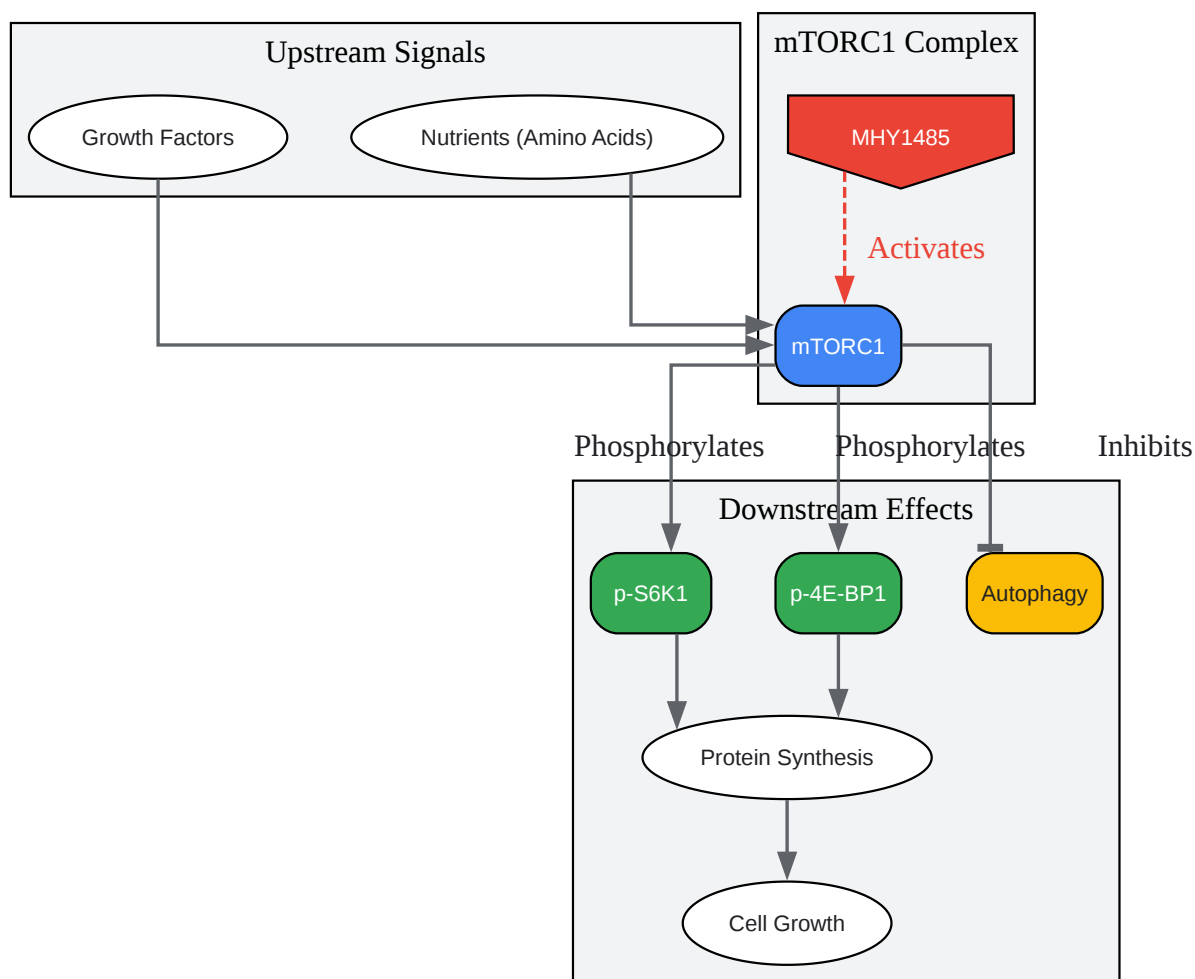 Upstream Signals
mTORC1 Complex
Growth Factors
Nutrients (Amino Acids)
MHY1485
Activates
mTORC1
Phosphorylates
Phosphorylates
Inhibits
Downstream Effects
p-S6K1
p-4E-BP1
Autophagy
Protein Synthesis
Cell Growth